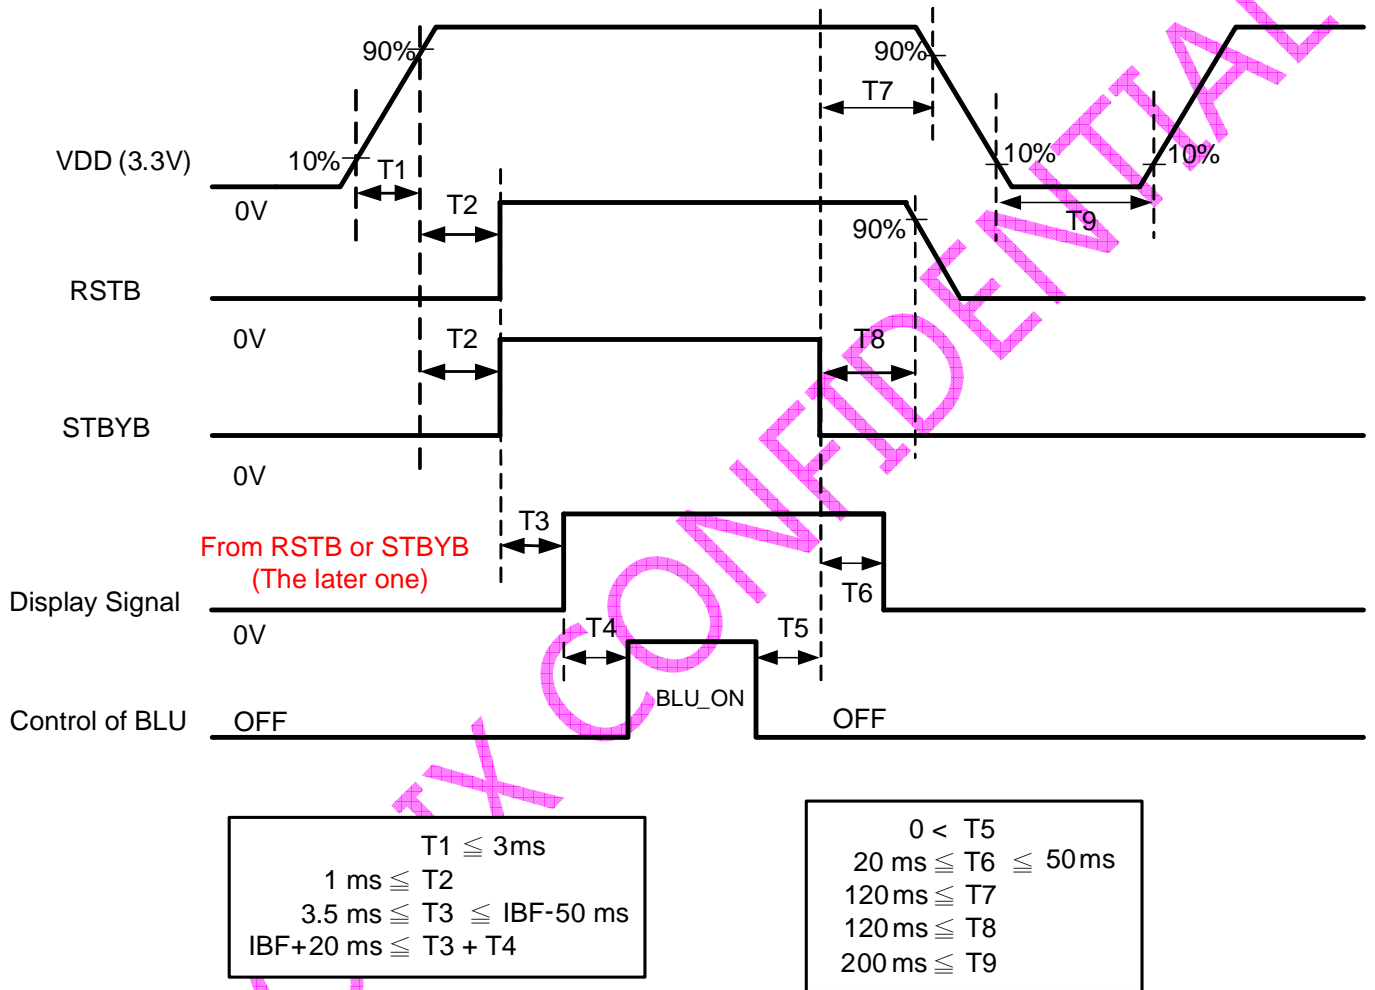 90%
90%
T7
VDD (3.3V)
10%
T1
10%
10%
0V
T2
T9
90%
RSTB
0V
T2
T8
STBYB
0V
T3
From RSTB or STBYB
(The later one)
Display Signal
T6
0V
T4
T5
BLU_ON
Control of BLU
OFF
OFF
T1 ≦ 3ms
1 ms ≦ T2
3.5 ms ≦ T3 ≦ IBF-50 ms
IBF+20 ms ≦ T3 + T4
0 < T5
20 ms ≦ T6 ≦ 50ms
120ms ≦ T7
120ms ≦ T8
200ms ≦ T9
CONFIDENTIAL